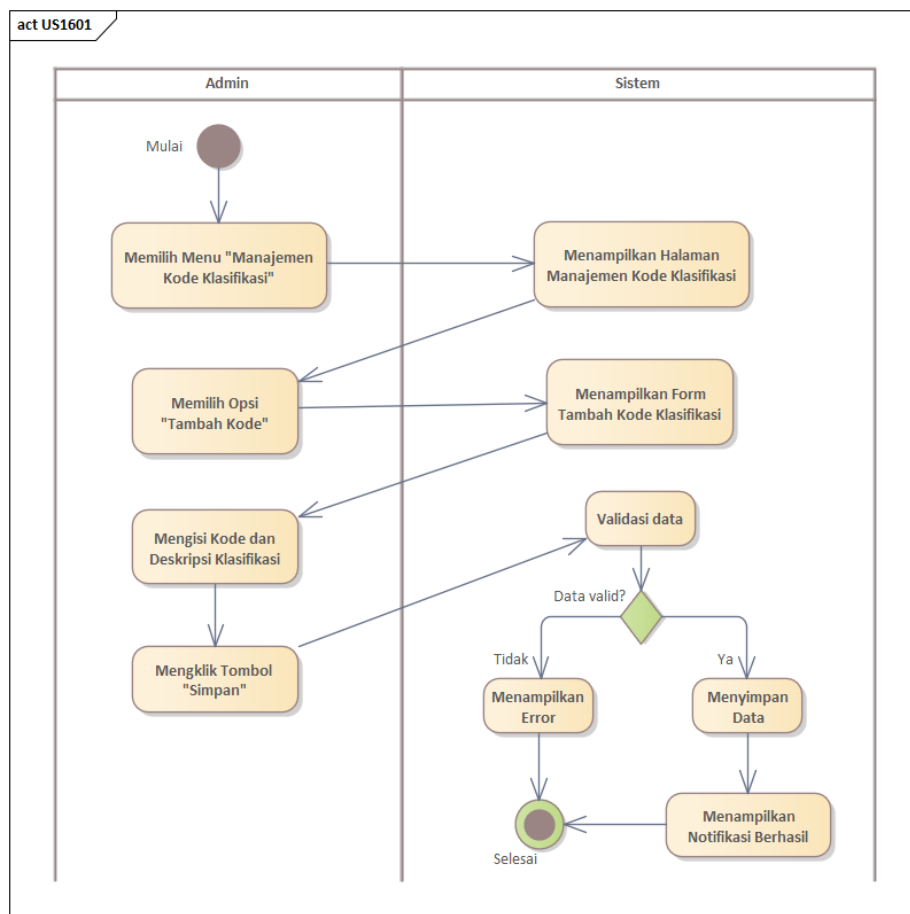 act US1601
Admin
Sistem
Mulai
Memilih Menu "Manajemen
Kode Klasifikasi"
Menampilkan Halaman
Manajemen Kode Klasifikasi
Memilih Opsi
"Tambah Kode"
Menampilkan Form
Tambah Kode Klasifikasi
Mengisi Kode dan
Deskripsi Klasifikasi
Mengklik Tombol
"Simpan"
Validasi data
Data valid?
Tidak
Ya
Menampilkan
Error
Menyimpan
Data
Menampilkan
Notifikasi Berhasil
Selesai